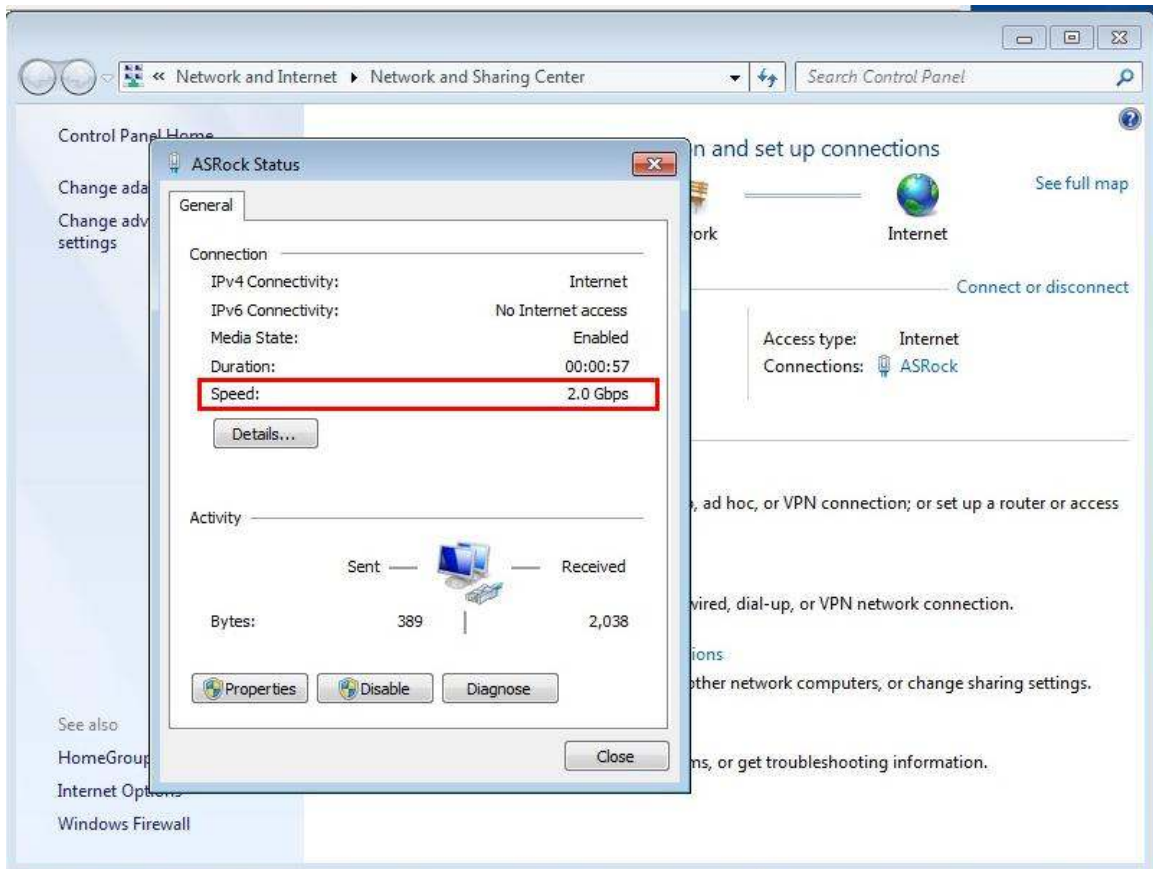 « Network and Internet ▸ Network and Sharing Center
Search Control Panel
Control Panel Home
Change ada
Change adv
settings
See also
HomeGroup
Internet Options
Windows Firewall
ASRock Status
General
Connection
IPv4 Connectivity: Internet
IPv6 Connectivity: No Internet access
Media State: Enabled
Duration: 00:00:57
Speed: 2.0 Gbps
Details...
Activity
Sent — — Received
Bytes: 389 2,038
Properties Disable Diagnose
Close
n and set up connections
See full map
ork Internet
Connect or disconnect
Access type: Internet
Connections: ASRock
, ad hoc, or VPN connection; or set up a router or access
wired, dial-up, or VPN network connection.
ions
other network computers, or change sharing settings.
ms, or get troubleshooting information.